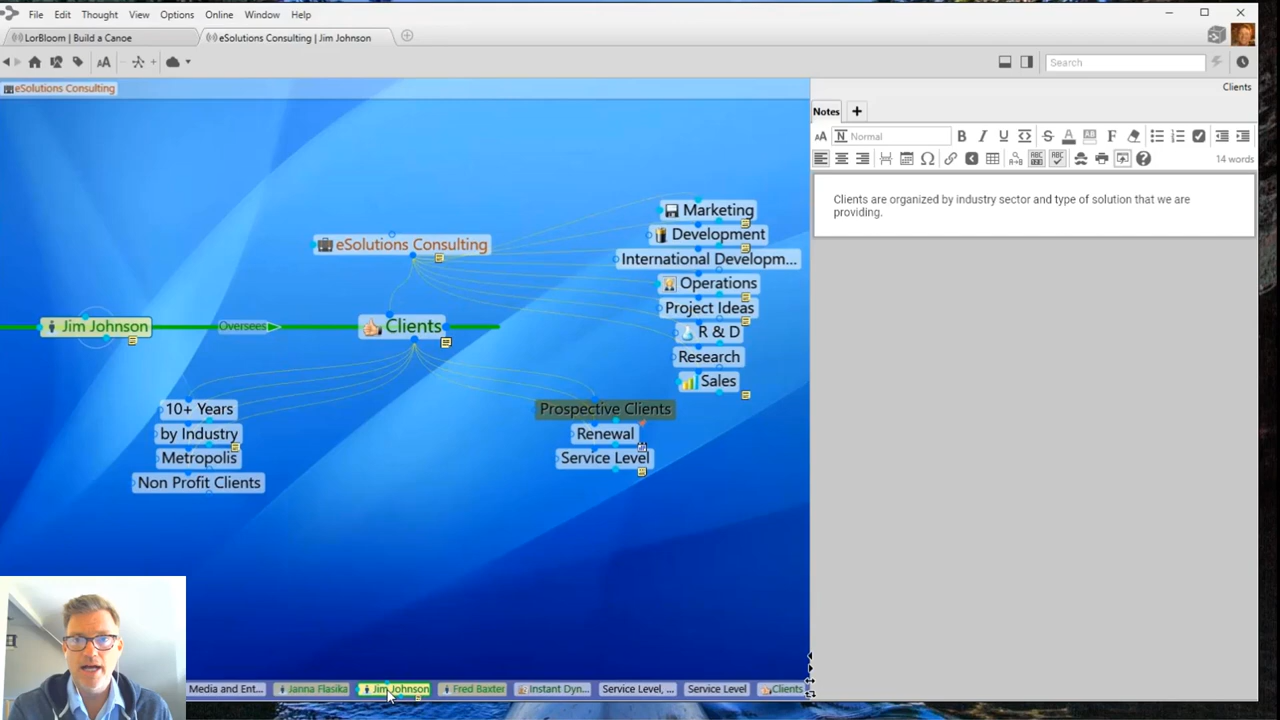 File Edit Thought View Options Online Window Help
LorBloom | Build a Canoe
eSolutions Consulting | Jim Johnson
Search
eSolutions Consulting
Clients
Notes
Normal
14 words
Clients are organized by industry sector and type of solution that we are
providing.
Marketing
Development
International Developm...
Operations
Project Ideas
R & D
Research
Sales
eSolutions Consulting
Jim Johnson
Oversees
Clients
10+ Years
by Industry
Metropolis
Non Profit Clients
Prospective Clients
Renewal
Service Level
Media and Ent...
Janna Flasika
Jim Johnson
Fred Baxter
Instant Dyn...
Service Level, ...
Service Level
Clients